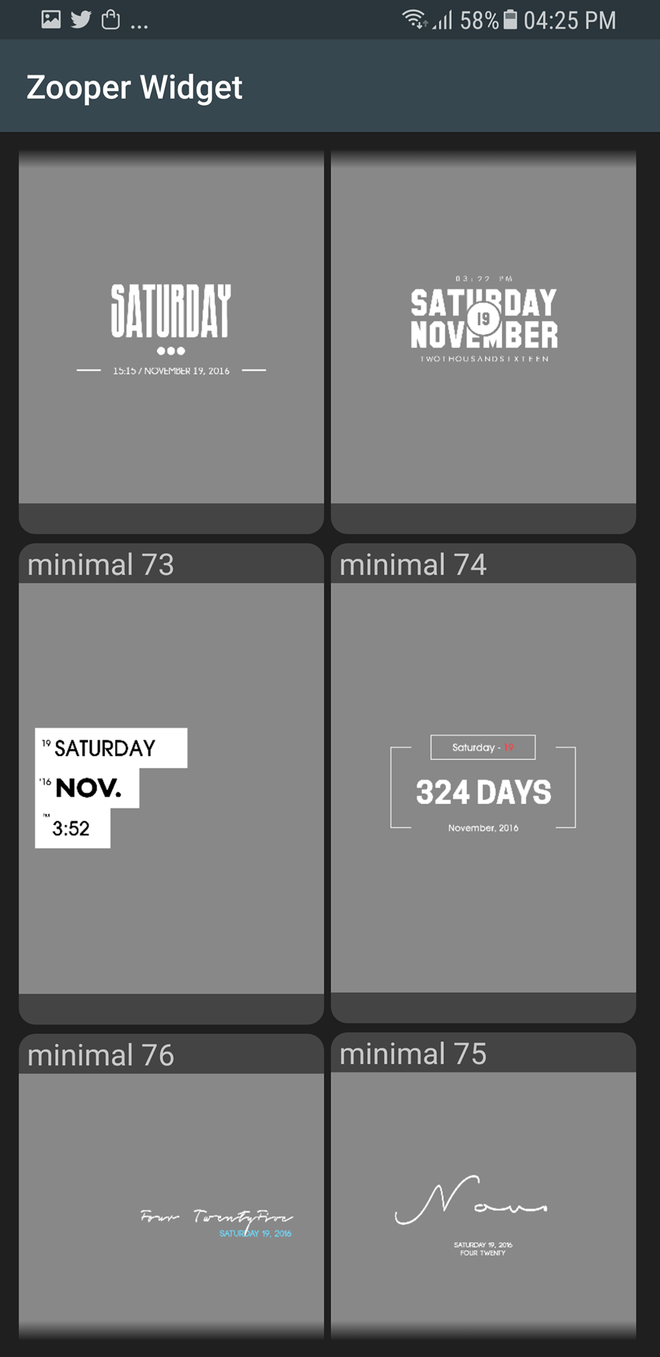 ... 58% 04:25 PM
Zooper Widget
SATURDAY
15:15 / NOVEMBER 19, 2016
03:22 PM
SATURDAY
19
NOVEMBER
TWOTHOUSANDSIXTEEN
minimal 73
19 SATURDAY
'16 NOV.
PM 3:52
minimal 74
Saturday - 19
324 DAYS
November, 2016
minimal 76
Four TwentyFive
SATURDAY 19, 2016
minimal 75
Nov
SATURDAY 19, 2016
FOUR TWENTY